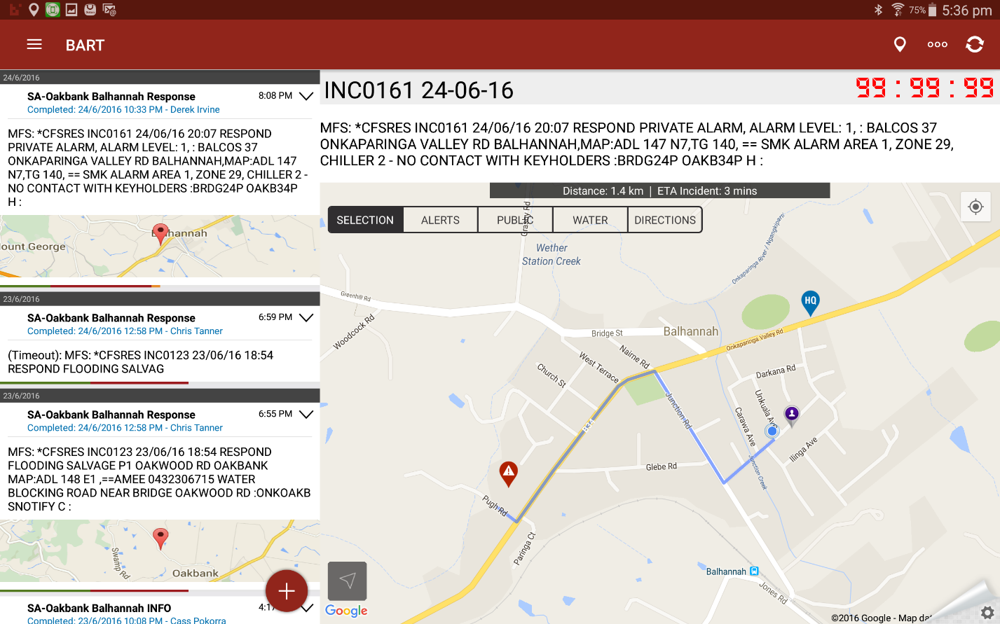 75% 5:36 pm
BART
24/6/2016
SA-Oakbank Balhannah Response 8:08 PM
Completed: 24/6/2016 10:33 PM - Derek Irvine
MFS: *CFSRES INC0161 24/06/16 20:07 RESPOND
PRIVATE ALARM, ALARM LEVEL: 1, : BALCOS 37
ONKAPARINGA VALLEY RD BALHANNAH,MAP:ADL 147
N7,TG 140, == SMK ALARM AREA 1, ZONE 29, CHILLER 2 -
NO CONTACT WITH KEYHOLDERS :BRDG24P OAKB34P
H :
Balhannah
ount George
23/6/2016
SA-Oakbank Balhannah Response 6:59 PM
Completed: 24/6/2016 12:58 PM - Chris Tanner
(Timeout): MFS: *CFSRES INC0123 23/06/16 18:54
RESPOND FLOODING SALVAG
23/6/2016
SA-Oakbank Balhannah Response 6:55 PM
Completed: 24/6/2016 12:58 PM - Chris Tanner
MFS: *CFSRES INC0123 23/06/16 18:54 RESPOND
FLOODING SALVAGE P1 OAKWOOD RD OAKBANK
MAP:ADL 148 E1 ,==AMEE 0432306715 WATER
BLOCKING ROAD NEAR BRIDGE OAKWOOD RD :ONKOAKB
SNOTIFY C :
Swamp Rd
Oakbank
SA-Oakbank Balhannah INFO 4:1
Completed: 23/6/2016 10:08 PM - Cass Pokorra
INC0161 24-06-16 99 : 99 : 99
MFS: *CFSRES INC0161 24/06/16 20:07 RESPOND PRIVATE ALARM, ALARM LEVEL: 1, : BALCOS 37
ONKAPARINGA VALLEY RD BALHANNAH,MAP:ADL 147 N7,TG 140, == SMK ALARM AREA 1, ZONE 29,
CHILLER 2 - NO CONTACT WITH KEYHOLDERS :BRDG24P OAKB34P H :
Distance: 1.4 km | ETA Incident: 3 mins
SELECTION ALERTS PUBLIC WATER DIRECTIONS
Grasby Rd
Wether
Station Creek
Onkaparinga River / Ngangkiparri
Greenhill Rd
HQ
Woodcock Rd
Bridge St
Balhannah
Onkaparinga Valley Rd
Nairne Rd
West Terrace
Church St
Darkana Rd
Unkuala Ave
Junction Rd
Carawa Ave
B34
Ilinga Ave
Glebe Rd
Junction Creek
Pugh Rd
Paringa Ct
Balhannah
Jones Rd
Google
©2016 Google - Map dat